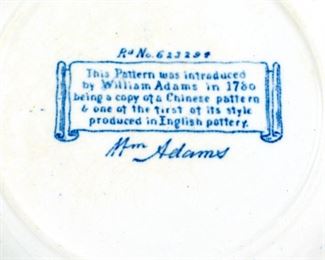 Rd No. 623294
This Pattern was introduced
by William Adams in 1780
being a copy of a Chinese pattern
& one of the first of its style
produced in English pottery.
Wm Adams